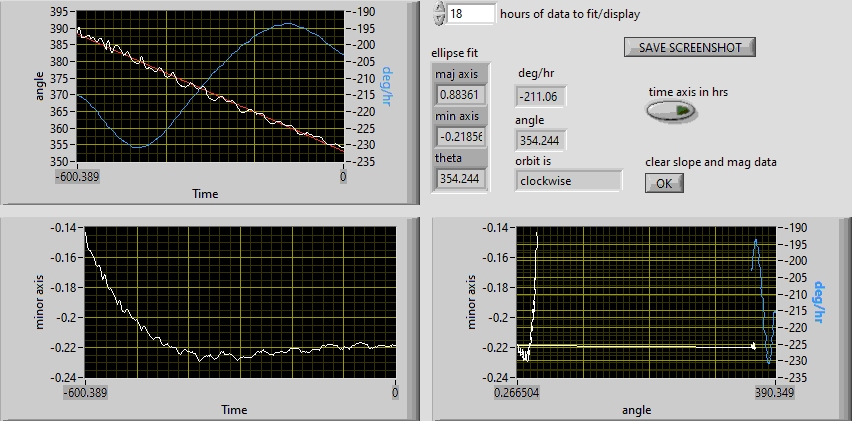 395
390
385
380
375
370
365
360
355
350
angle
-190
-195
-200
-205
-210
-215
-220
-225
-230
-235
deg/hr
-600.389
0
Time
18
hours of data to fit/display
SAVE SCREENSHOT
ellipse fit
maj axis
0.88361
min axis
-0.21856
theta
354.244
deg/hr
-211.06
angle
354.244
orbit is
clockwise
time axis in hrs
clear slope and mag data
OK
-0.14
-0.16
-0.18
-0.2
-0.22
-0.24
minor axis
-600.389
0
Time
-0.14
-0.16
-0.18
-0.2
-0.22
-0.24
minor axis
-190
-195
-200
-205
-210
-215
-220
-225
-230
-235
deg/hr
0.266504
390.349
angle